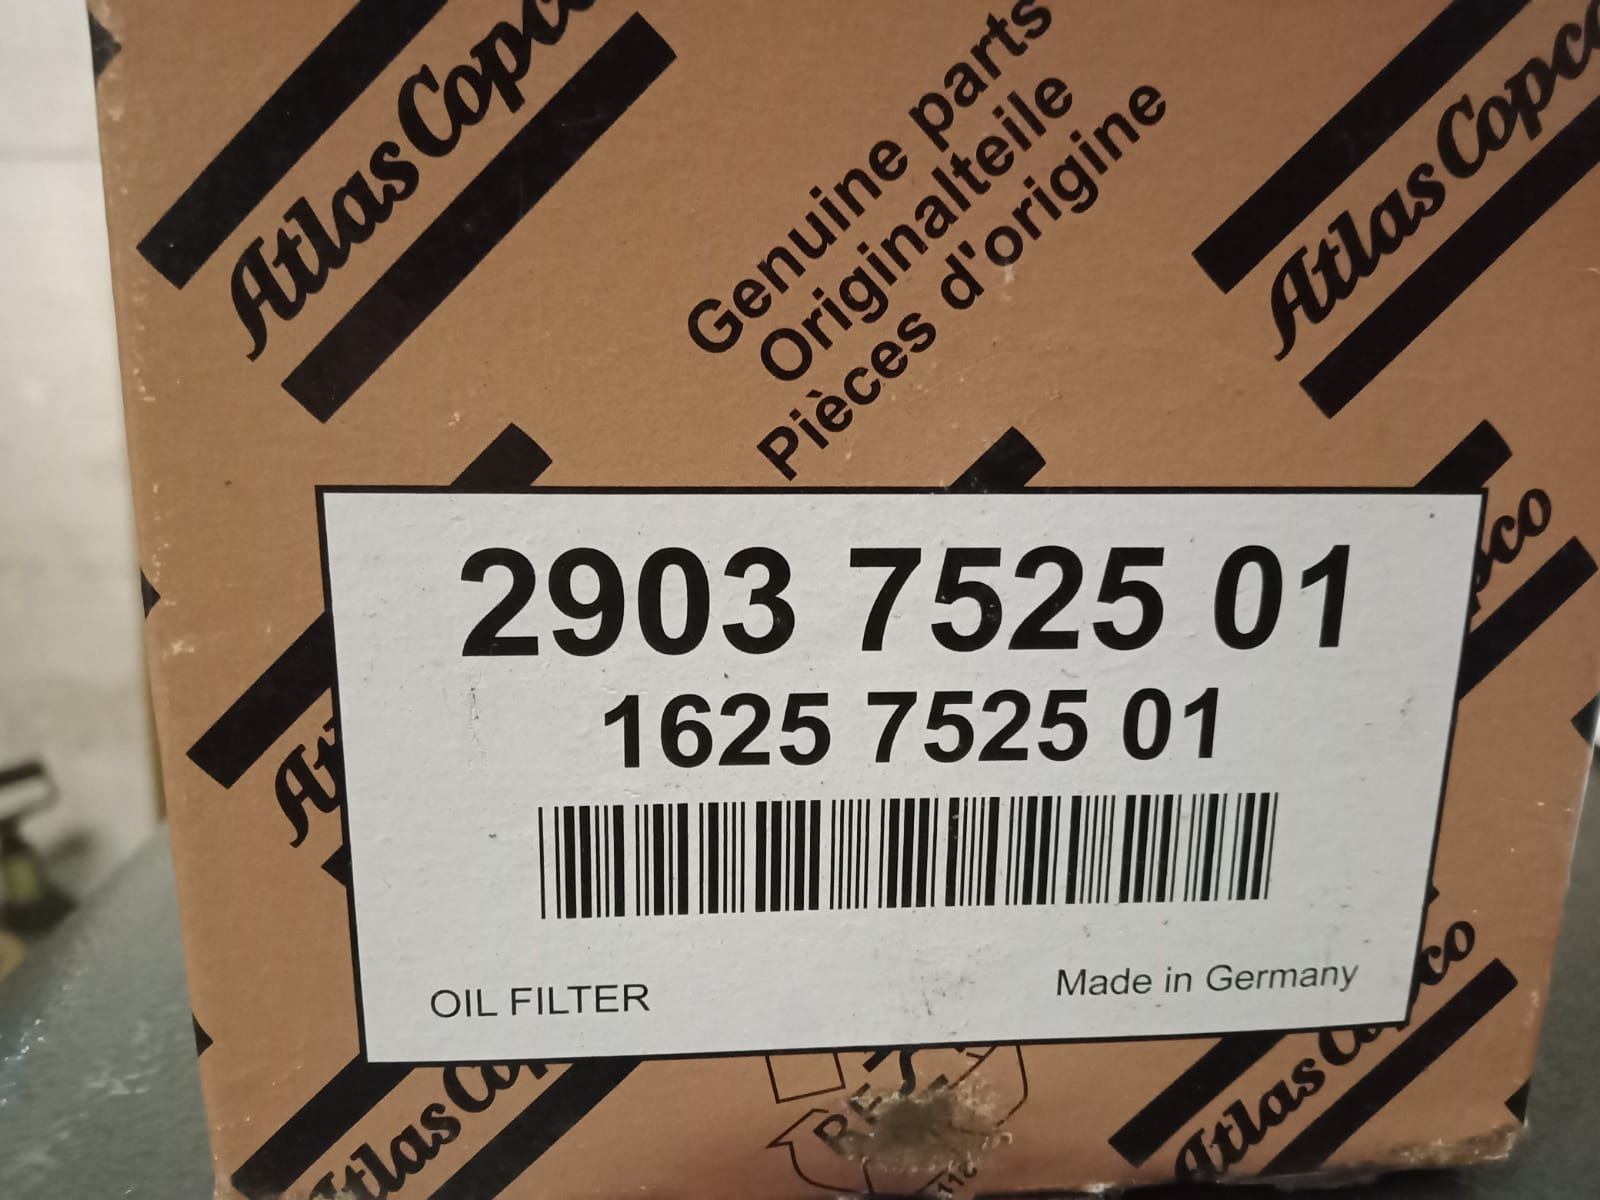 Atlas Copco
Genuine parts
Originalteile
Pièces d'origine
Atlas Copco
2903 7525 01
1625 7525 01
OIL FILTER
Made in Germany
Atlas